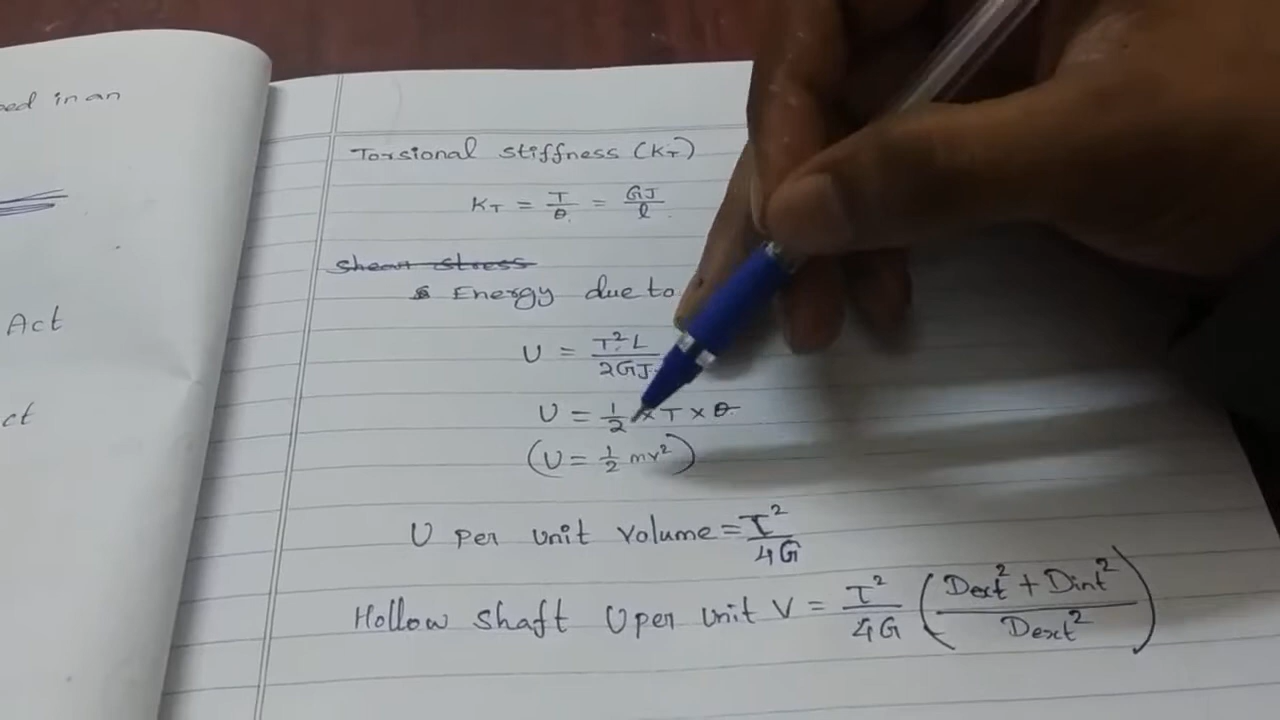 ed in an
Act
ct
Torsional stiffness (KT)
KT = T/θ = GJ/l
shear stress
Energy due to
U = T²L/2GJ
U = 1/2 × T × θ
(U = 1/2 mv²)
U per unit volume = τ²/4G
Hollow shaft U per unit V = τ²/4G (Dext² + Dint²/Dext²)